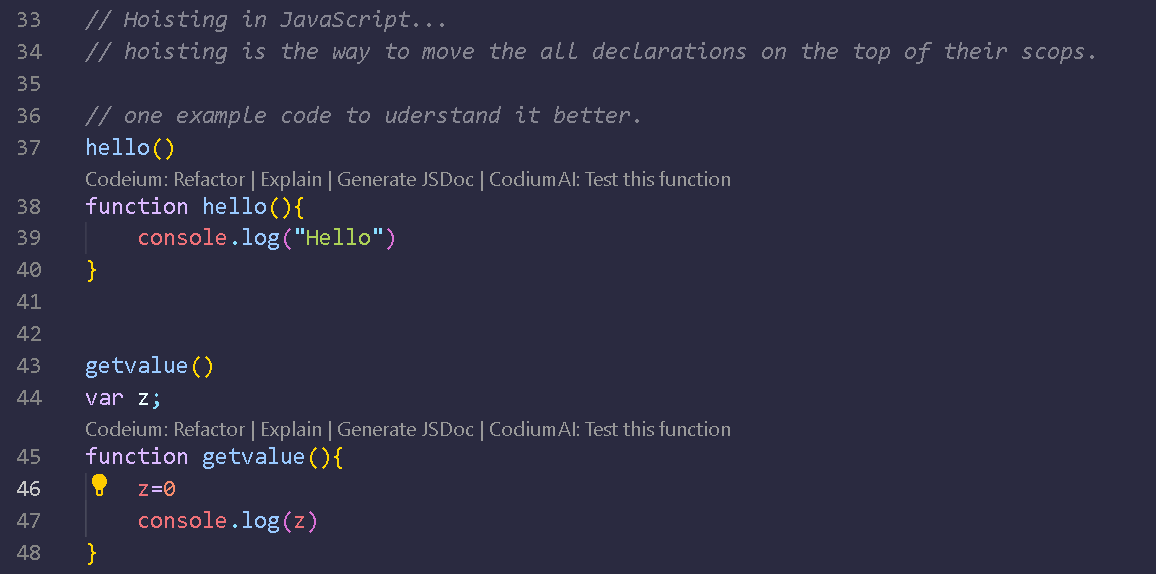 33 // Hoisting in JavaScript...
34 // hoisting is the way to move the all declarations on the top of their scops.
35
36 // one example code to uderstand it better.
37 hello()
Codeium: Refactor | Explain | Generate JSDoc | CodiumAI: Test this function
38 function hello(){
39 console.log("Hello")
40 }
41
42
43 getvalue()
44 var z;
Codeium: Refactor | Explain | Generate JSDoc | CodiumAI: Test this function
45 function getvalue(){
46 z=0
47 console.log(z)
48 }